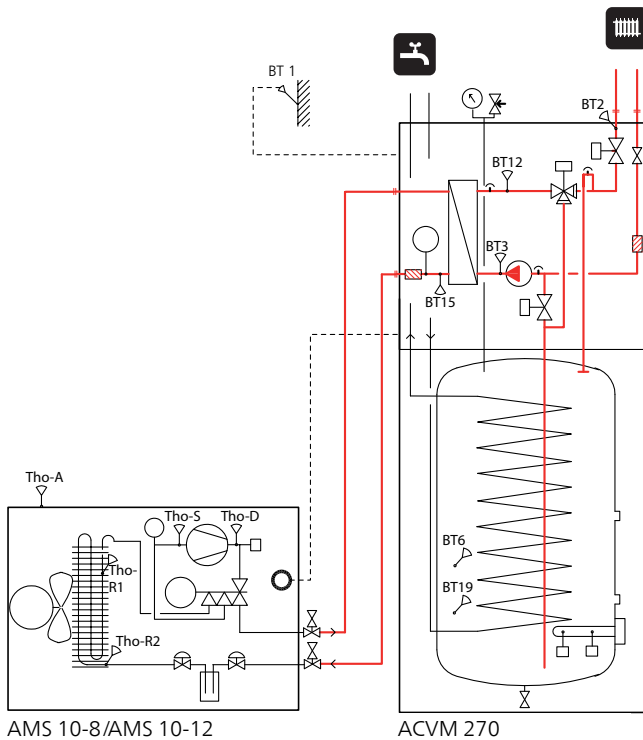 BT 1
BT2
BT12
BT3
BT15
Tho-A
Tho-S
Tho-D
Tho-
R1
Tho-R2
BT6
BT19
AMS 10-8/AMS 10-12
ACVM 270